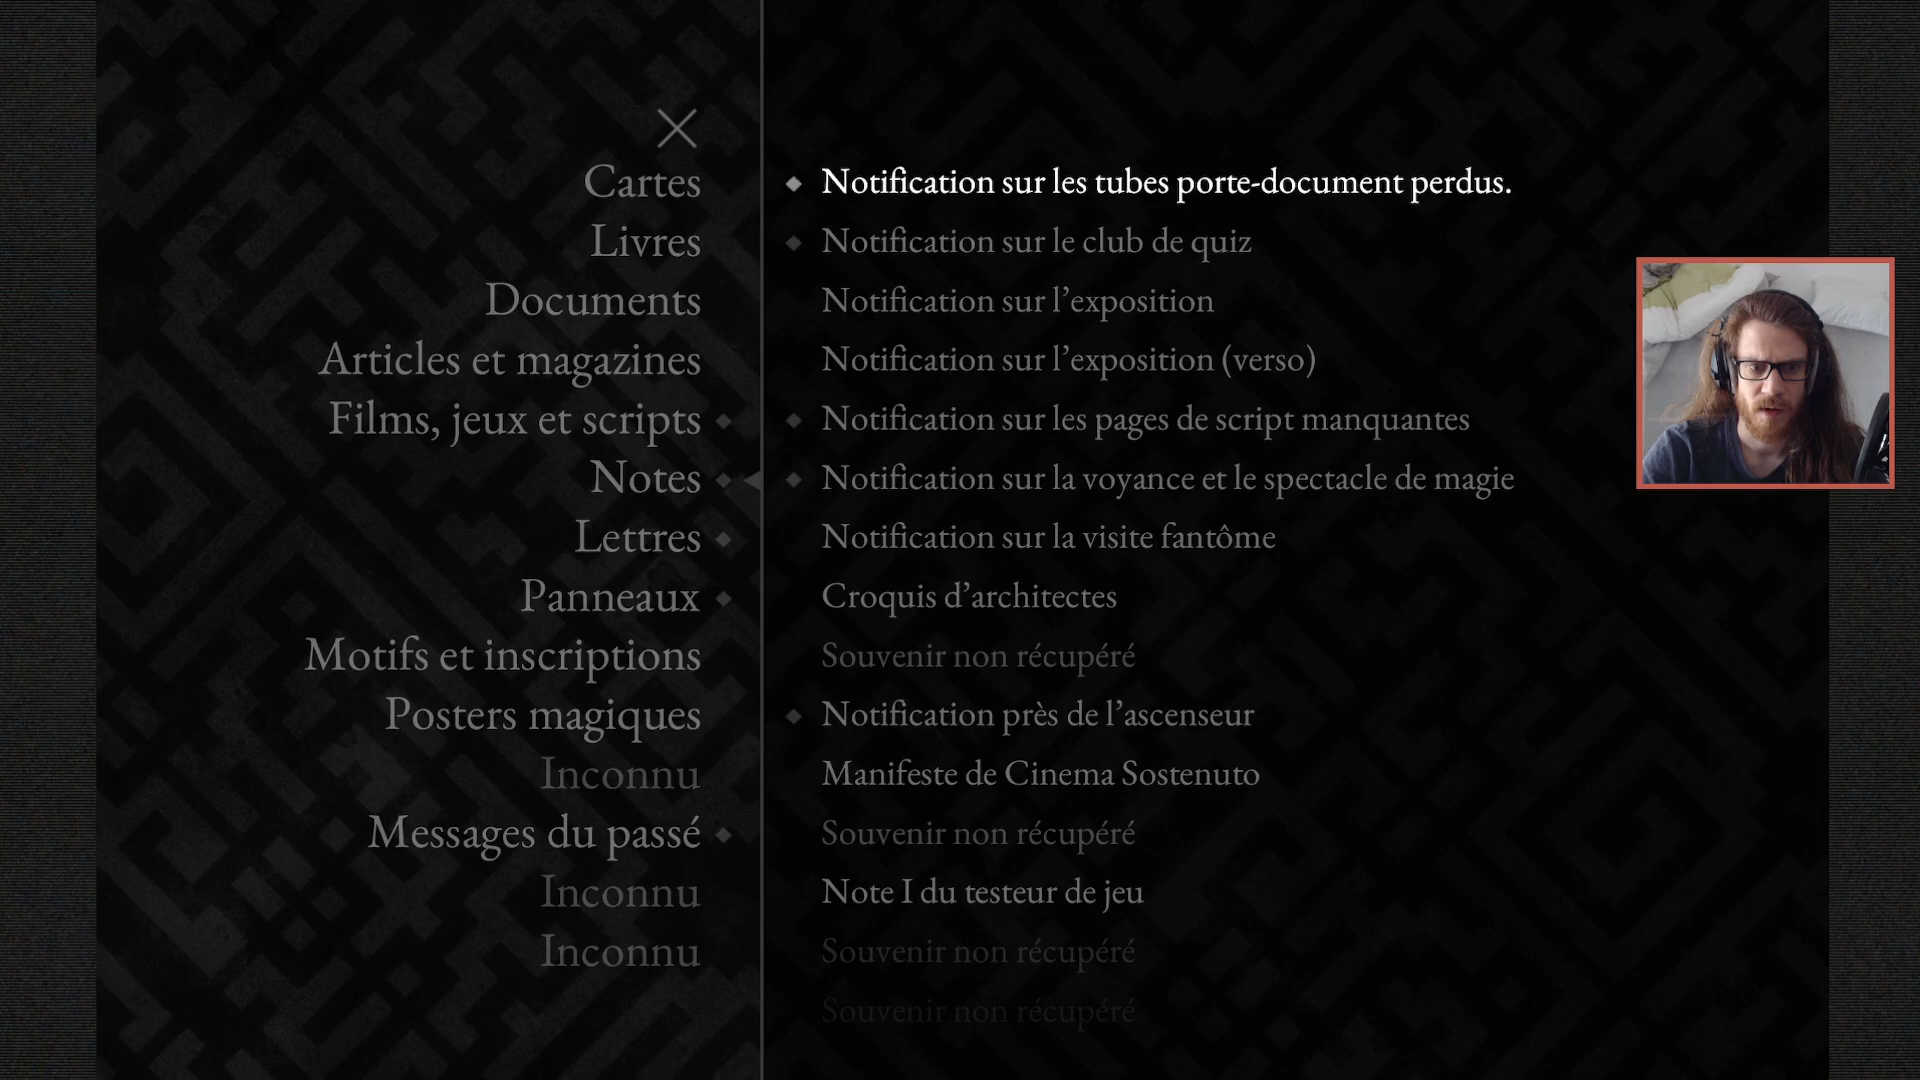 Cartes
Livres
Documents
Articles et magazines
Films, jeux et scripts
Notes
Lettres
Panneaux
Motifs et inscriptions
Posters magiques
Inconnu
Messages du passé
Inconnu
Inconnu
Notification sur les tubes porte-document perdus.
Notification sur le club de quiz
Notification sur l’exposition
Notification sur l’exposition (verso)
Notification sur les pages de script manquantes
Notification sur la voyance et le spectacle de magie
Notification sur la visite fantôme
Croquis d’architectes
Souvenir non récupéré
Notification près de l’ascenseur
Manifeste de Cinema Sostenuto
Souvenir non récupéré
Note I du testeur de jeu
Souvenir non récupéré
Souvenir non récupéré